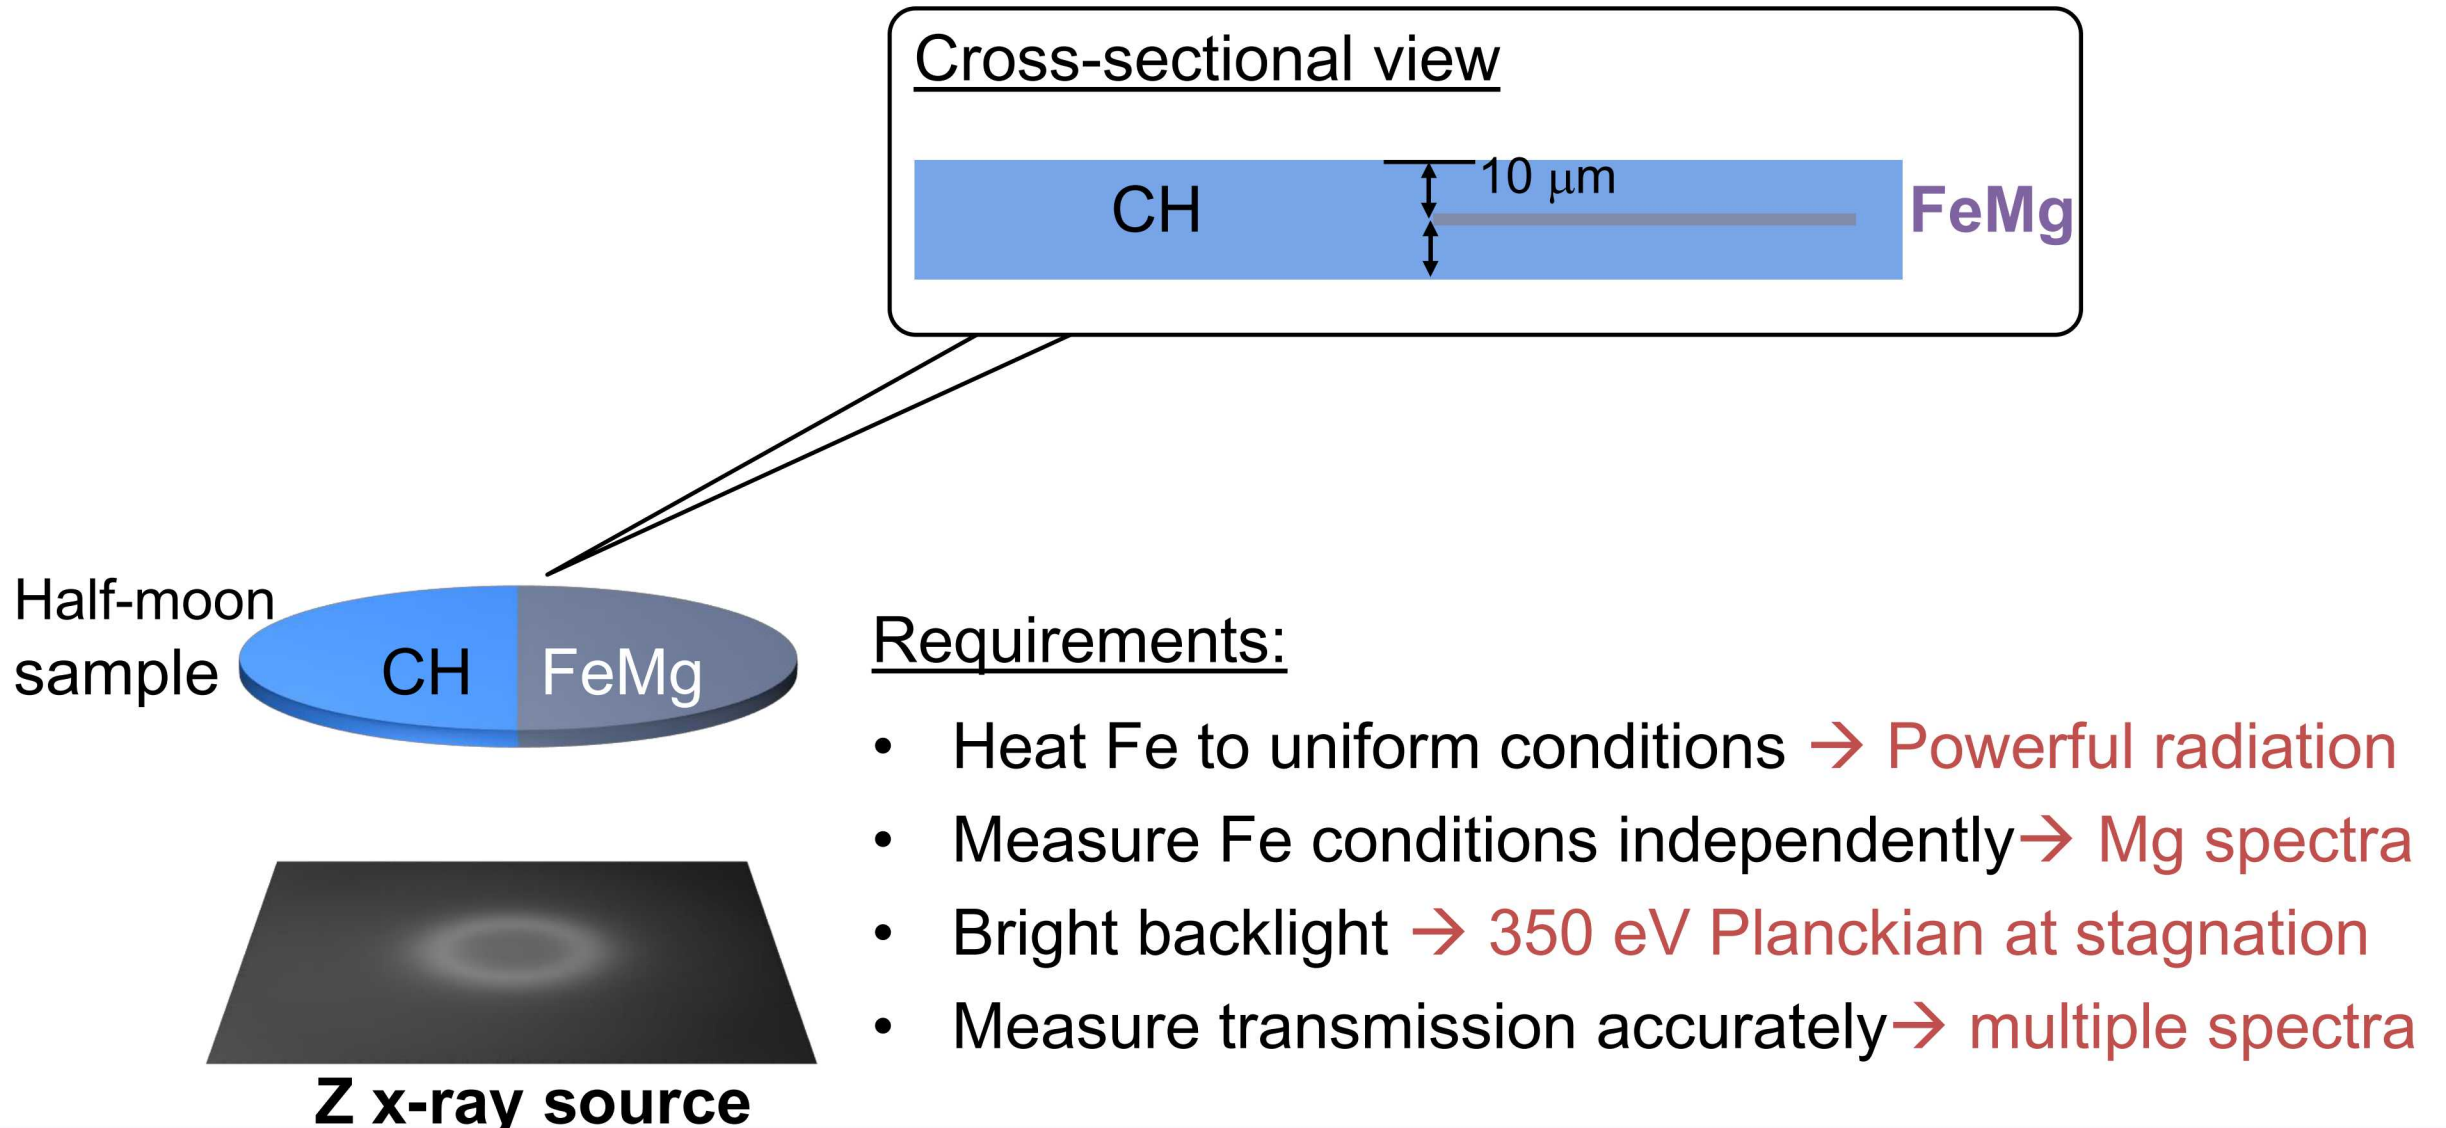 Cross-sectional view
10 μm
CH
FeMg
Half-moon
sample
CH
FeMg
Requirements:
• Heat Fe to uniform conditions → Powerful radiation
• Measure Fe conditions independently→ Mg spectra
• Bright backlight → 350 eV Planckian at stagnation
• Measure transmission accurately→ multiple spectra
Z x-ray source